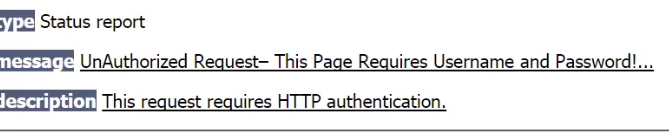 type Status report
message UnAuthorized Request– This Page Requires Username and Password!...
description This request requires HTTP authentication.